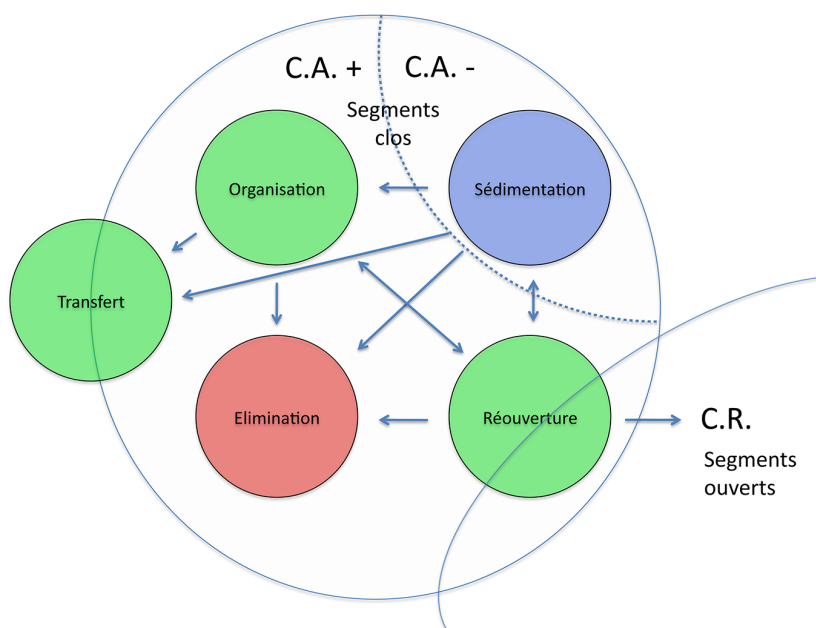 C.A. +
C.A. -
Segments
clos
Organisation
Sédimentation
Transfert
Elimination
Réouverture
C.R.
Segments
ouverts